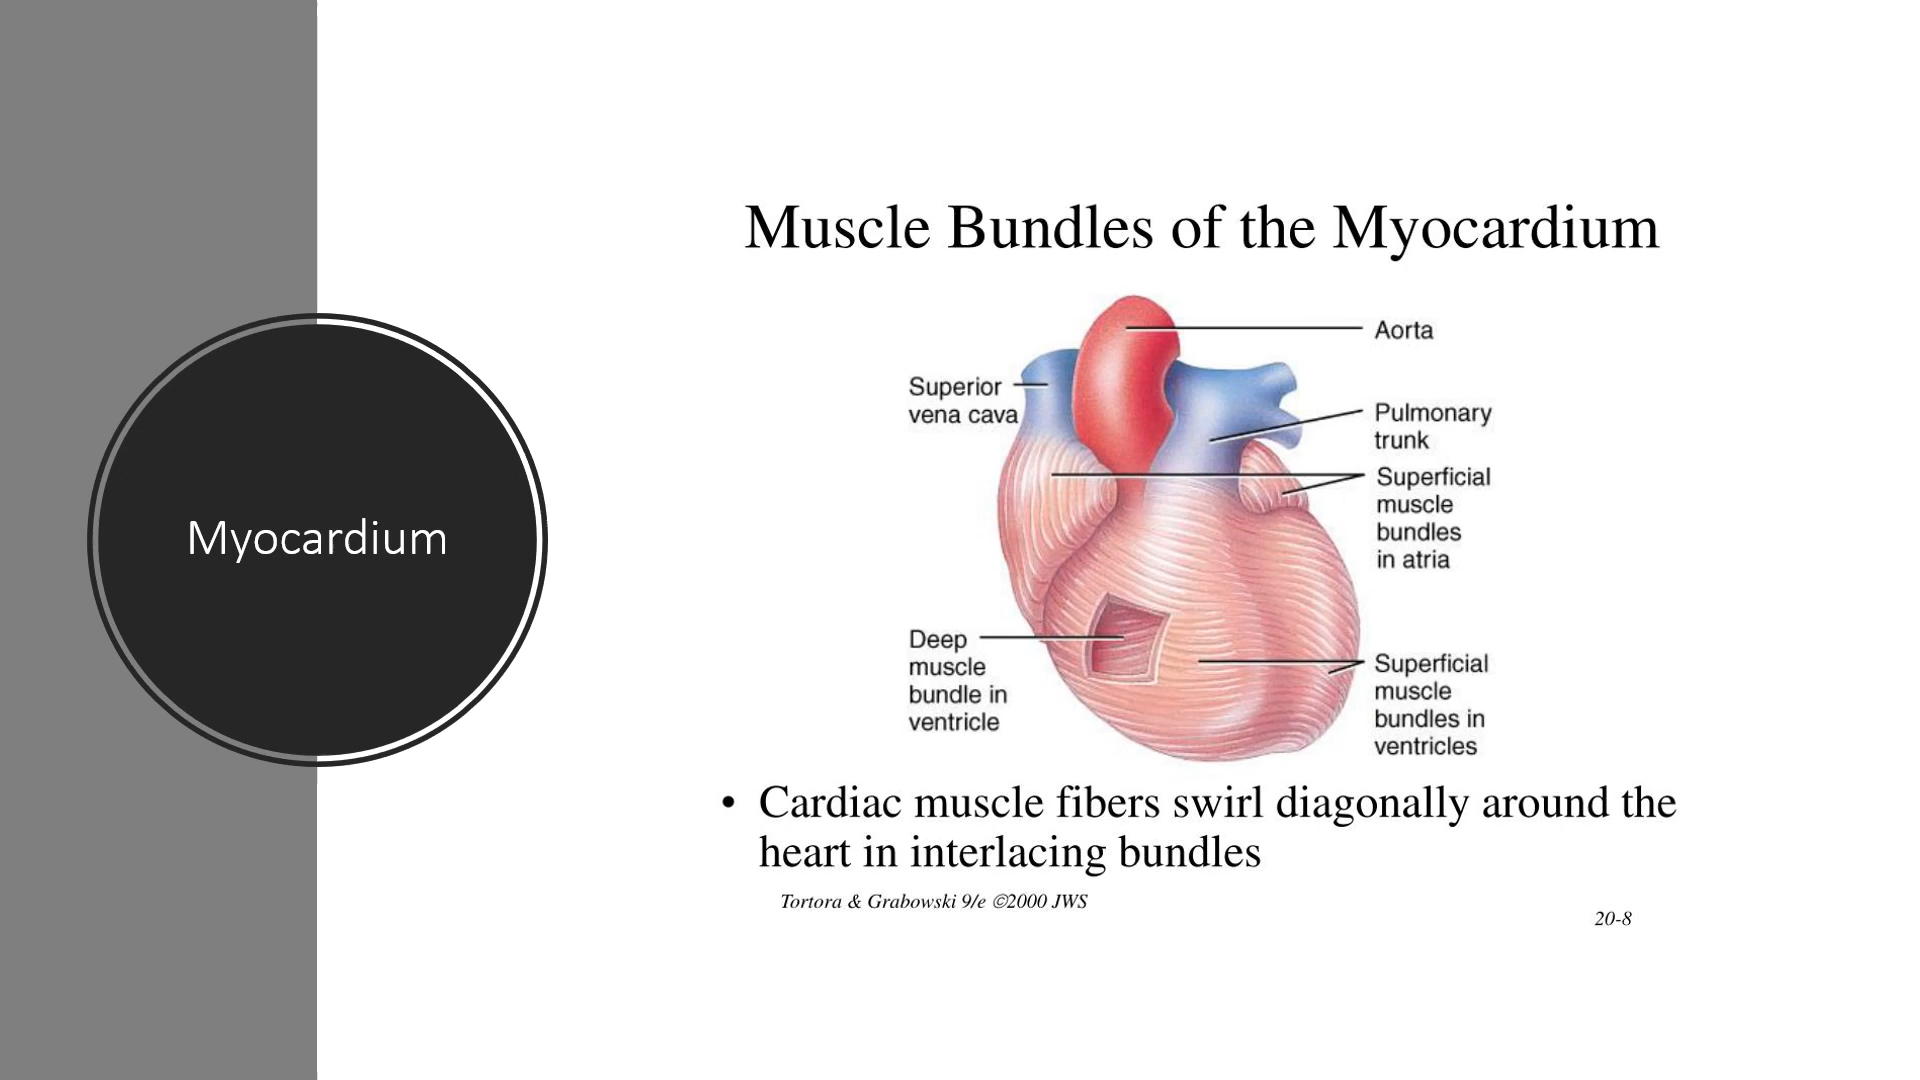 Myocardium
Muscle Bundles of the Myocardium
Aorta
Superior
vena cava
Pulmonary
trunk
Superficial
muscle
bundles
in atria
Deep
muscle
bundle in
ventricle
Superficial
muscle
bundles in
ventricles
• Cardiac muscle fibers swirl diagonally around the
heart in interlacing bundles
Tortora & Grabowski 9/e ©2000 JWS
20-8